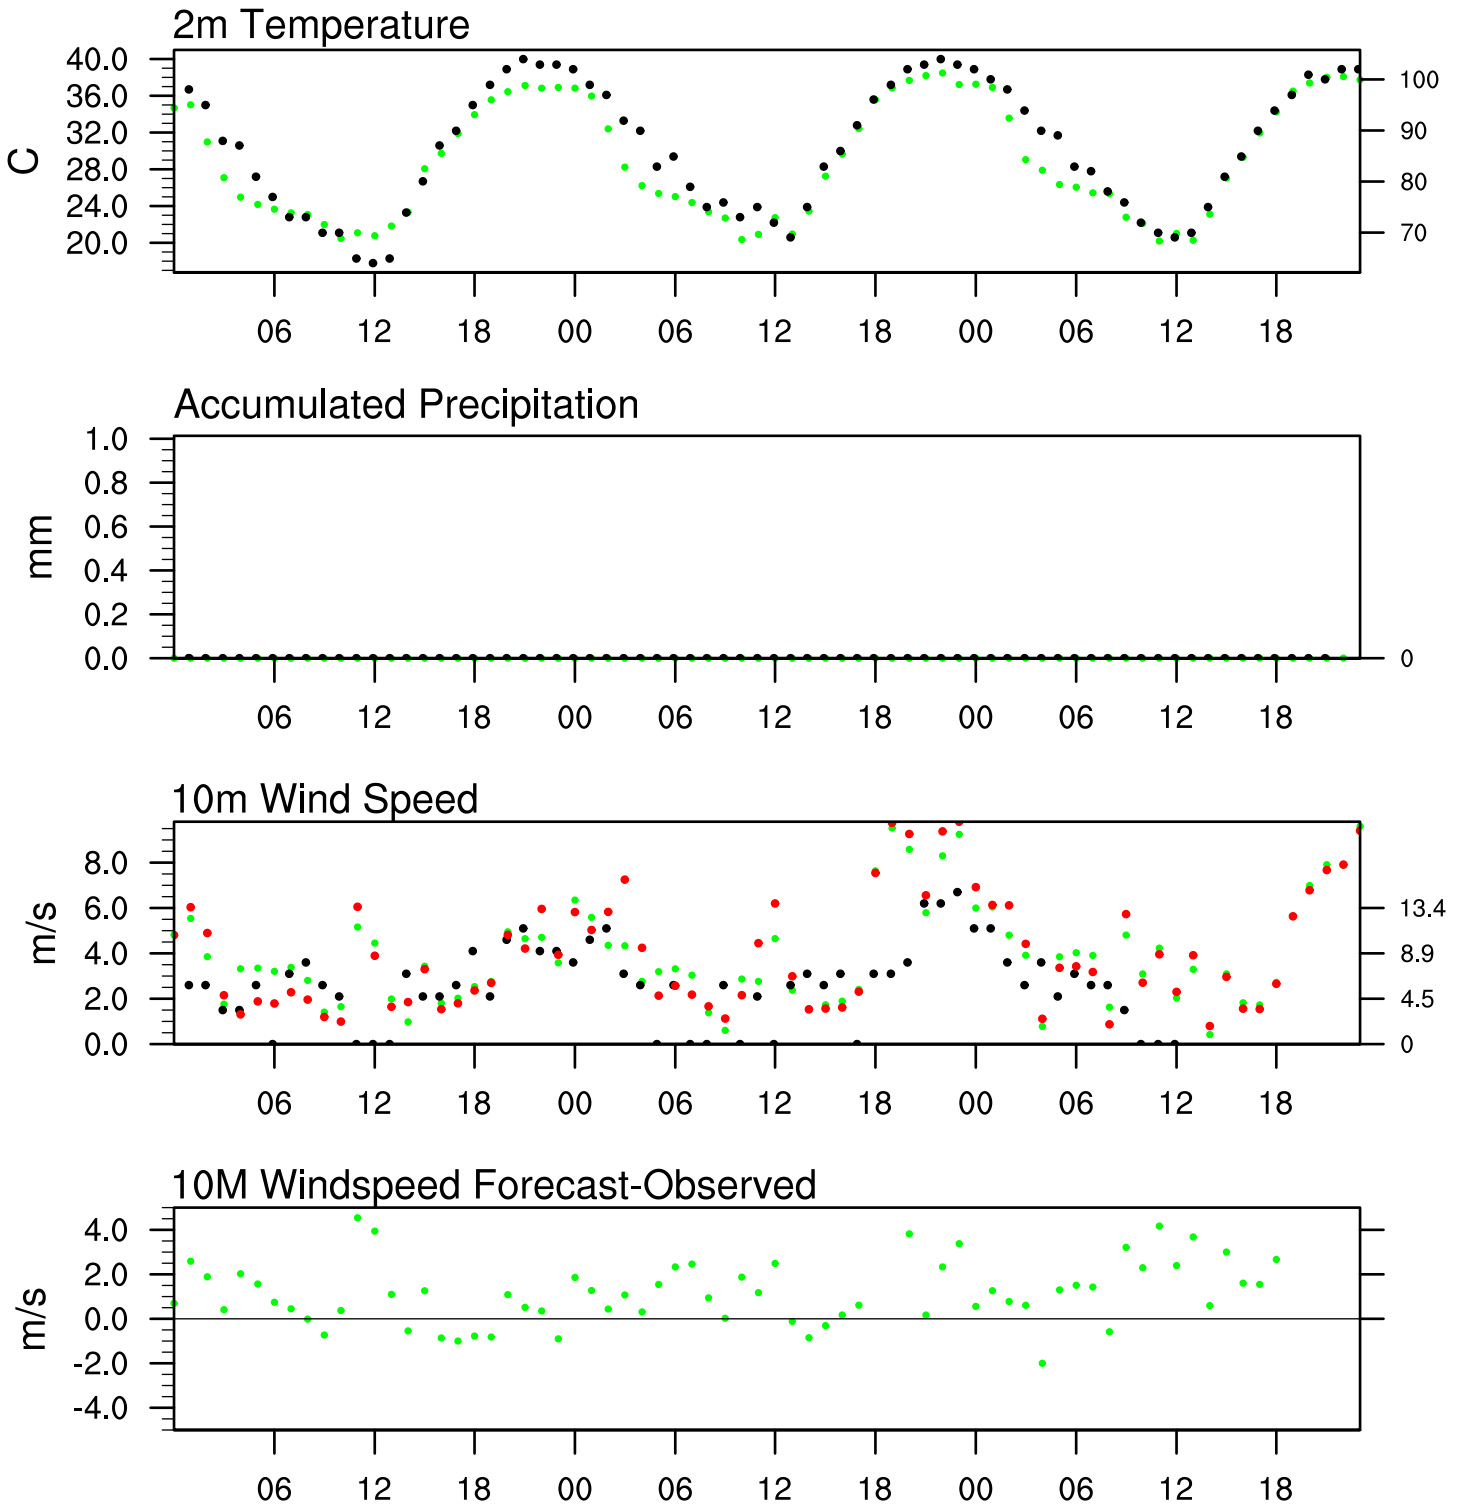 2m Temperature
40.0
36.0
32.0
28.0
24.0
20.0
C
100
90
80
70
06 12 18 00 06 12 18 00 06 12 18
Accumulated Precipitation
1.0
0.8
0.6
0.4
0.2
0.0
mm
0
06 12 18 00 06 12 18 00 06 12 18
10m Wind Speed
8.0
6.0
4.0
2.0
0.0
m/s
13.4
8.9
4.5
0
06 12 18 00 06 12 18 00 06 12 18
10M Windspeed Forecast-Observed
4.0
2.0
0.0
-2.0
-4.0
m/s
06 12 18 00 06 12 18 00 06 12 18